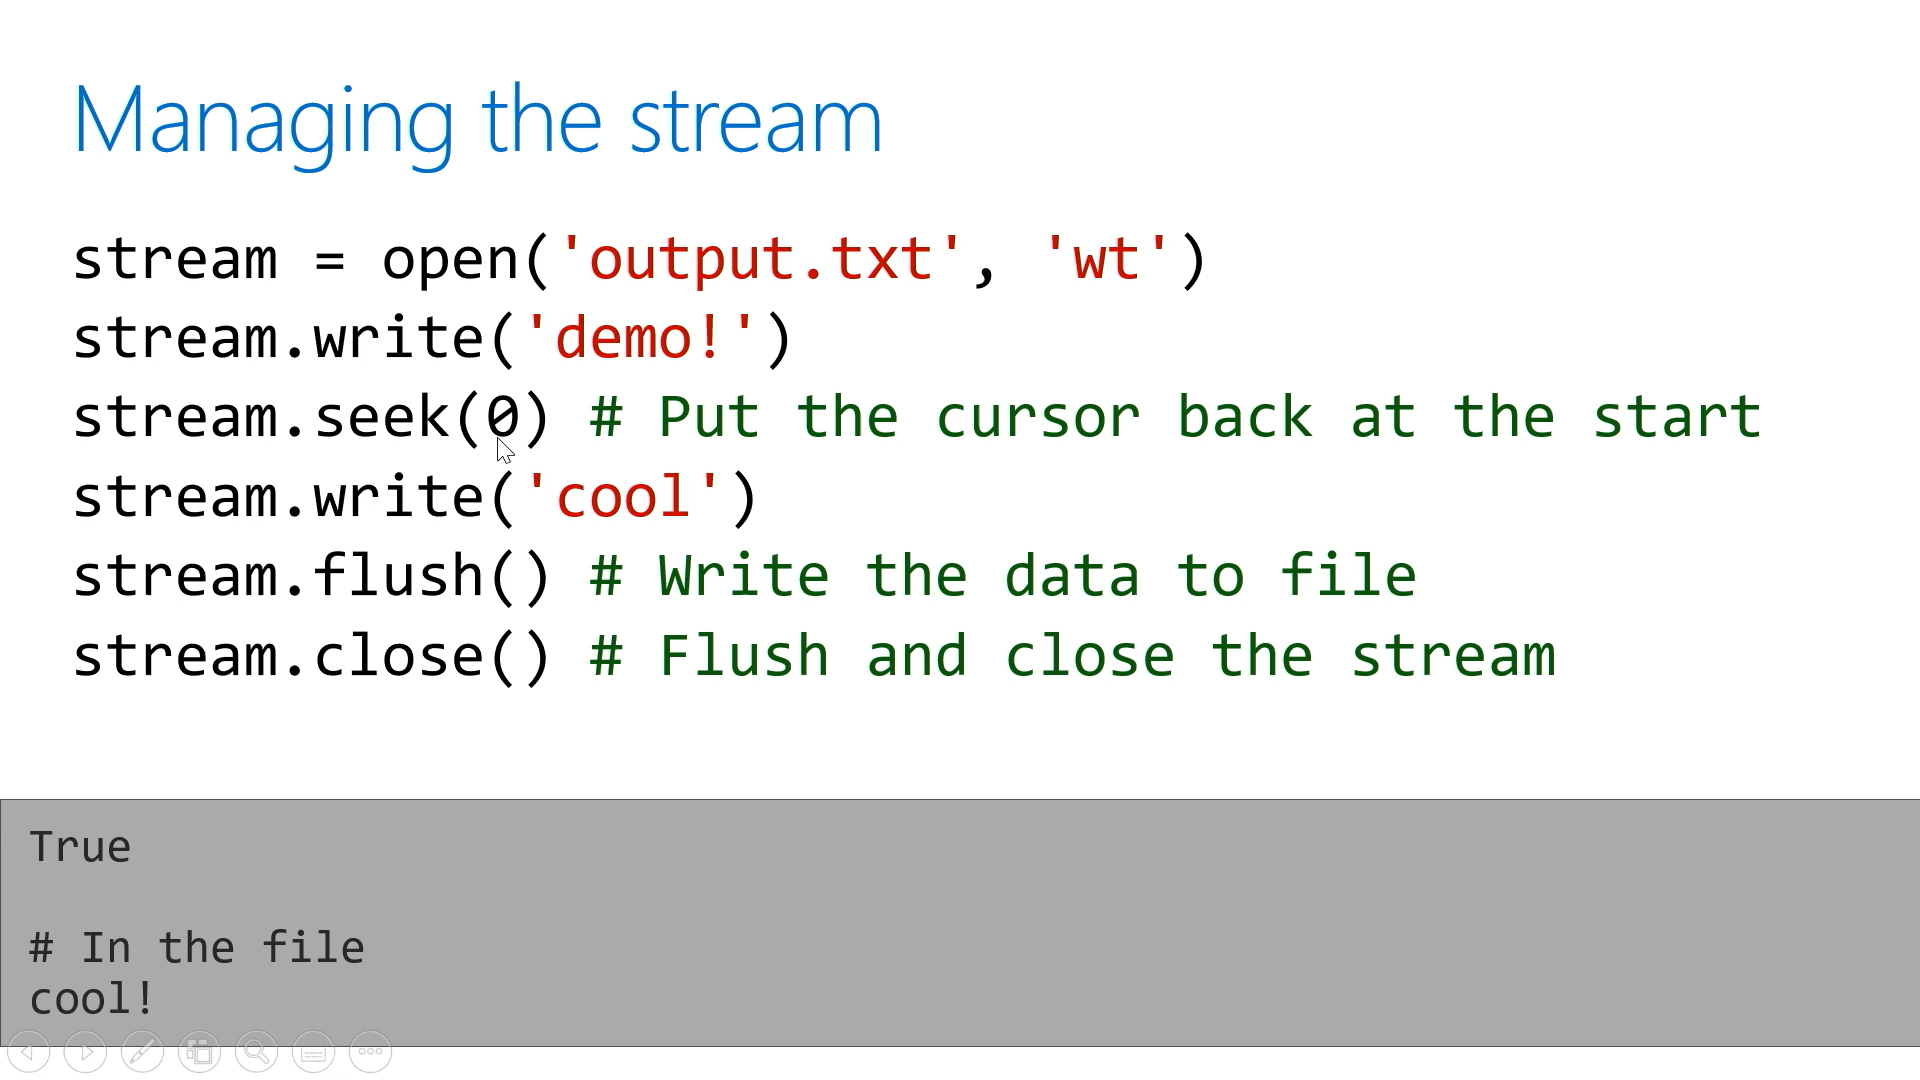 Managing the stream
stream = open('output.txt', 'wt')
stream.write('demo!')
stream.seek(0) # Put the cursor back at the start
stream.write('cool')
stream.flush() # Write the data to file
stream.close() # Flush and close the stream
True
# In the file
cool!